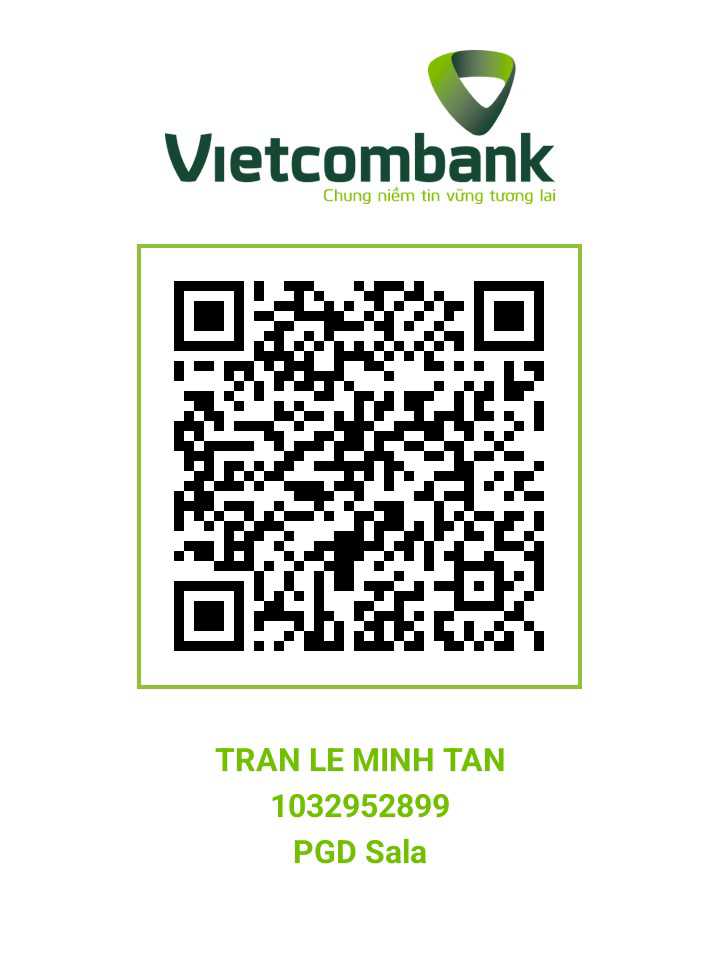 Vietcombank
Chung niềm tin vững tương lai
TRAN LE MINH TAN
1032952899
PGD Sala